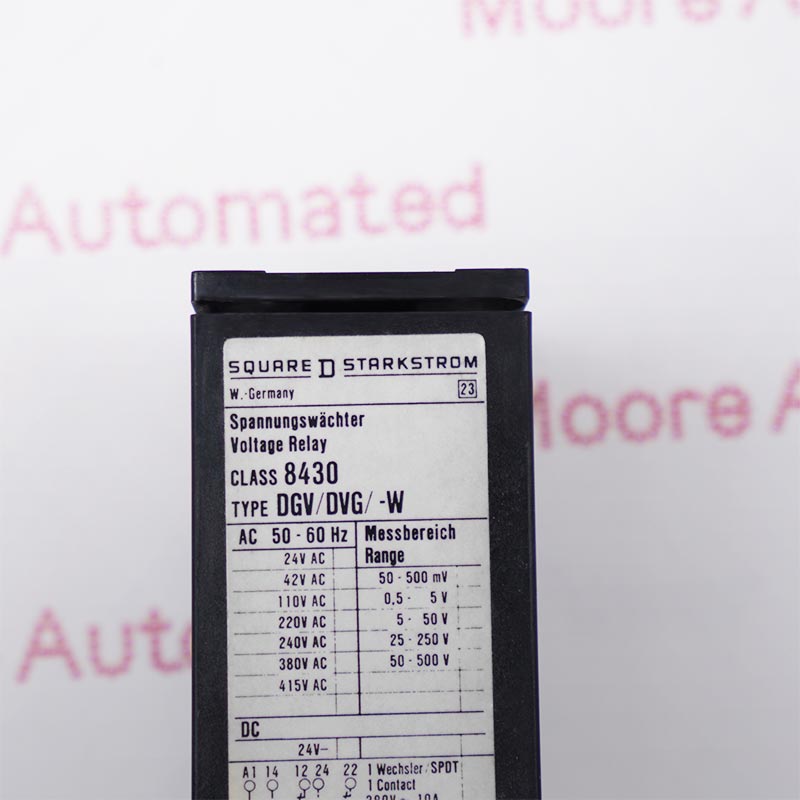 Moore A
Automated
SQUARE D STARKSTROM
W.-Germany 23
Spannungswächter
Voltage Relay
CLASS 8430
TYPE DGV/DVG/ -W
Moore A
AC 50 - 60 Hz Messbereich
Range
24V AC
42V AC 50 - 500 mV
110V AC 0,5 - 5 V
220V AC 5 - 50 V
240V AC 25 - 250 V
380V AC 50 - 500 V
415V AC
Auto
DC
24V–
A1 14 12 24 22 1 Wechsler/SPDT
1 Contact
380V ~ 10A